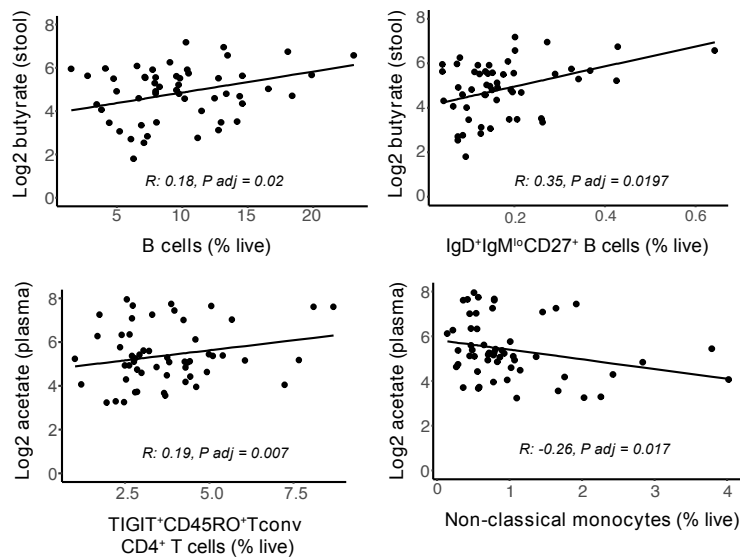 Log2 butyrate (stool)
8
6
4
2
0
R: 0.18, P adj = 0.02
5 10 15 20
B cells (% live)
Log2 butyrate (stool)
8
6
4
2
0
R: 0.35, P adj = 0.0197
0.2 0.4 0.6
IgD⁺IgMˡᵒCD27⁺ B cells (% live)
Log2 acetate (plasma)
8
6
4
2
0
R: 0.19, P adj = 0.007
2.5 5.0 7.5
TIGIT⁺CD45RO⁺Tconv
CD4⁺ T cells (% live)
Log2 acetate (plasma)
8
6
4
2
0
R: -0.26, P adj = 0.017
0 1 2 3 4
Non-classical monocytes (% live)